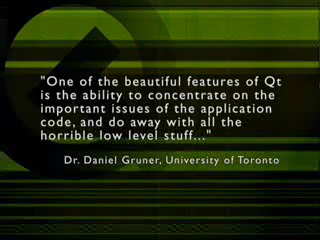 "One of the beautiful features of Qt
is the ability to concentrate on the
important issues of the application
code, and do away with all the
horrible low level stuff..."
Dr. Daniel Gruner, University of Toronto